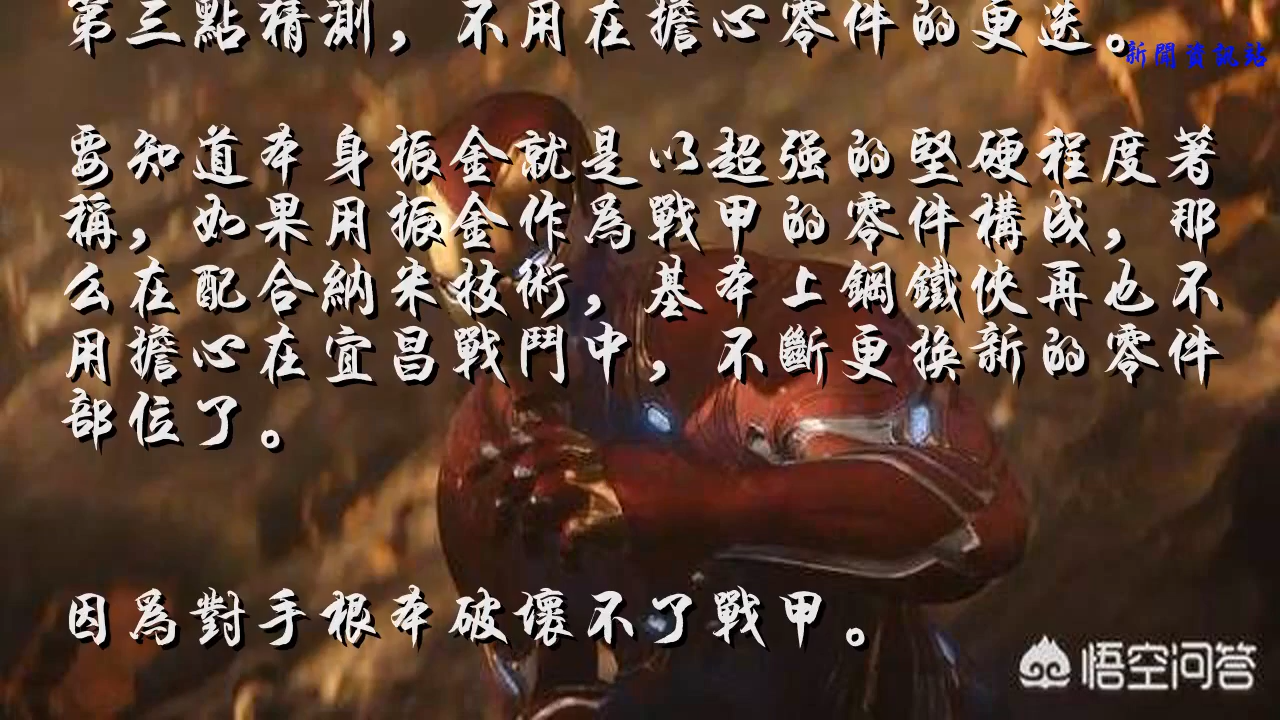 第三點猜測，不用在擔心零件的更迭。
新聞資訊站
要知道本身振金就是以超强的堅硬程度著
稱，如果用振金作爲戰甲的零件構成，那
么在配合納米技術，基本上鋼鐵俠再也不
用擔心在宜昌戰鬥中，不斷更换新的零件
部位了。
因爲對手根本破壞不了戰甲。
悟空问答